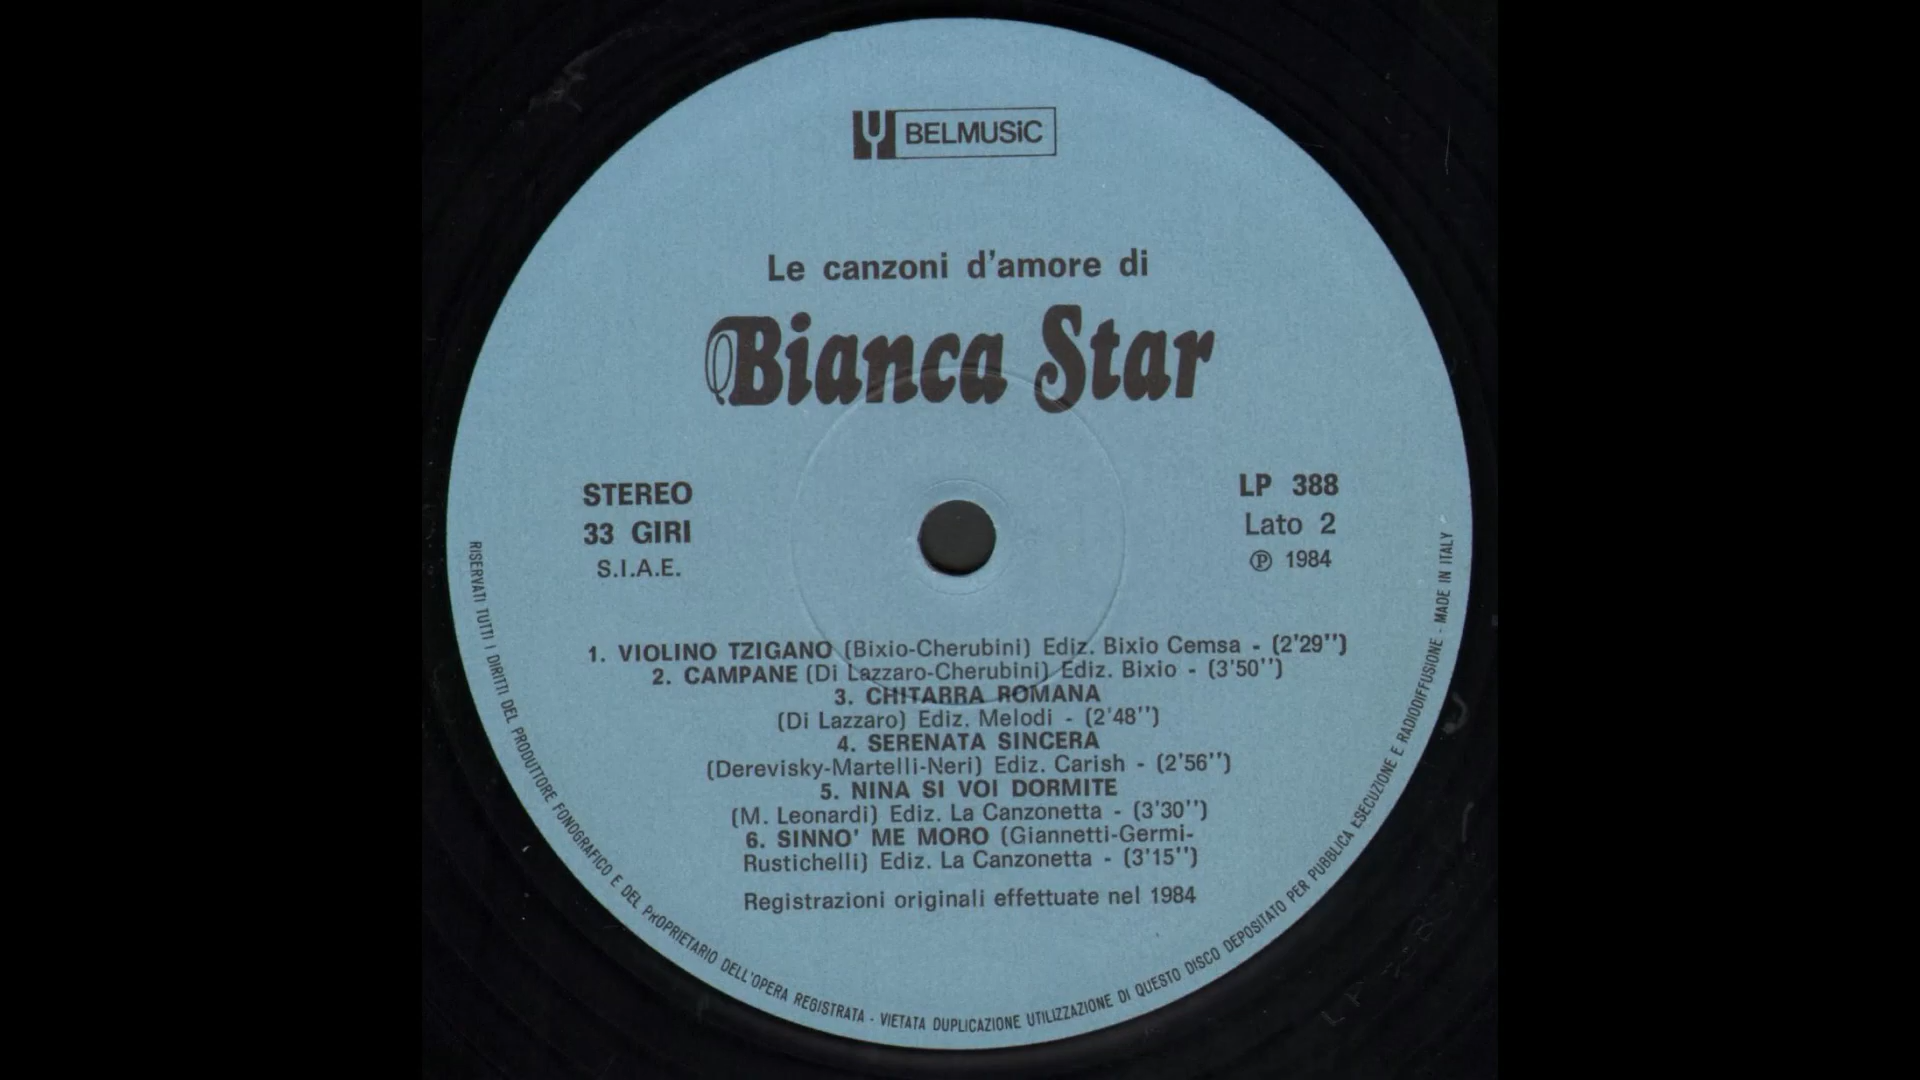 BELMUSiC
Le canzoni d'amore di
Bianca Star
STEREO
33 GIRI
S.I.A.E.
LP 388
Lato 2
Ⓟ 1984
1. VIOLINO TZIGANO (Bixio-Cherubini) Ediz. Bixio Cemsa - (2'29")
2. CAMPANE (Di Lazzaro-Cherubini) Ediz. Bixio - (3'50")
3. CHITARRA ROMANA
(Di Lazzaro) Ediz. Melodi - (2'48")
4. SERENATA SINCERA
(Derevisky-Martelli-Neri) Ediz. Carish - (2'56")
5. NINA SI VOI DORMITE
(M. Leonardi) Ediz. La Canzonetta - (3'30")
6. SINNO' ME MORO (Giannetti-Germi-
Rustichelli) Ediz. La Canzonetta - (3'15")
Registrazioni originali effettuate nel 1984
RISERVATI TUTTI I DIRITTI DEL PRODUTTORE FONOGRAFICO E DEL PROPRIETARIO DELL'OPERA REGISTRATA - VIETATA DUPLICAZIONE UTILIZZAZIONE DI QUESTO DISCO DEPOSITATO PER PUBBLICA ESECUZIONE E RADIODIFFUSIONE - MADE IN ITALY